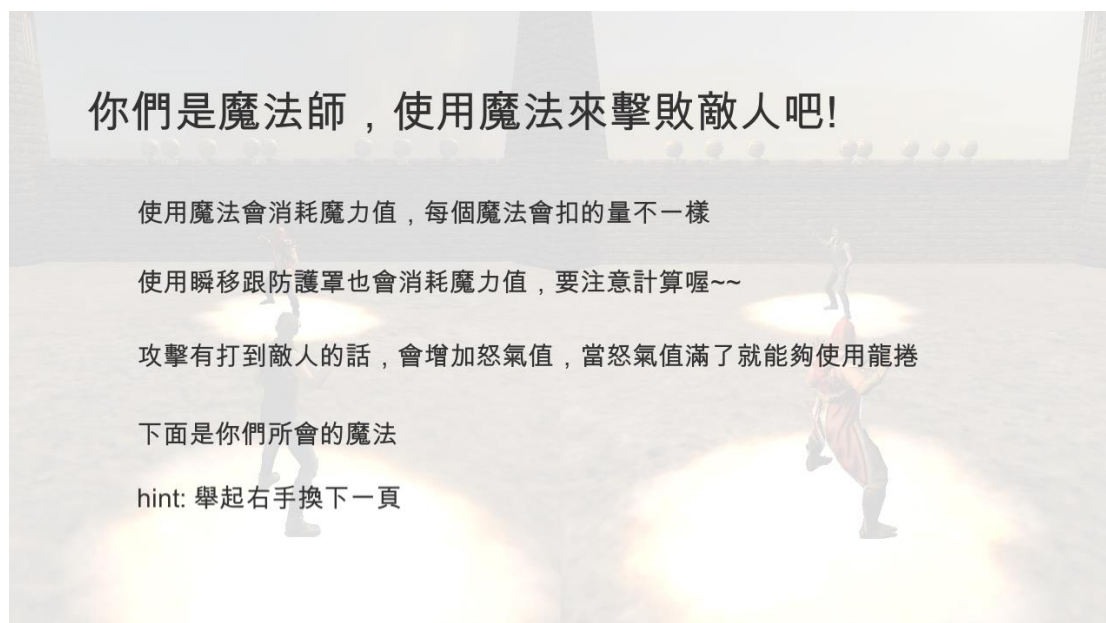 你們是魔法師，使用魔法來擊敗敵人吧!
使用魔法會消耗魔力值，每個魔法會扣的量不一樣
使用瞬移跟防護罩也會消耗魔力值，要注意計算喔~~
攻擊有打到敵人的話，會增加怒氣值，當怒氣值滿了就能夠使用龍捲
下面是你們所會的魔法
hint: 舉起右手換下一頁